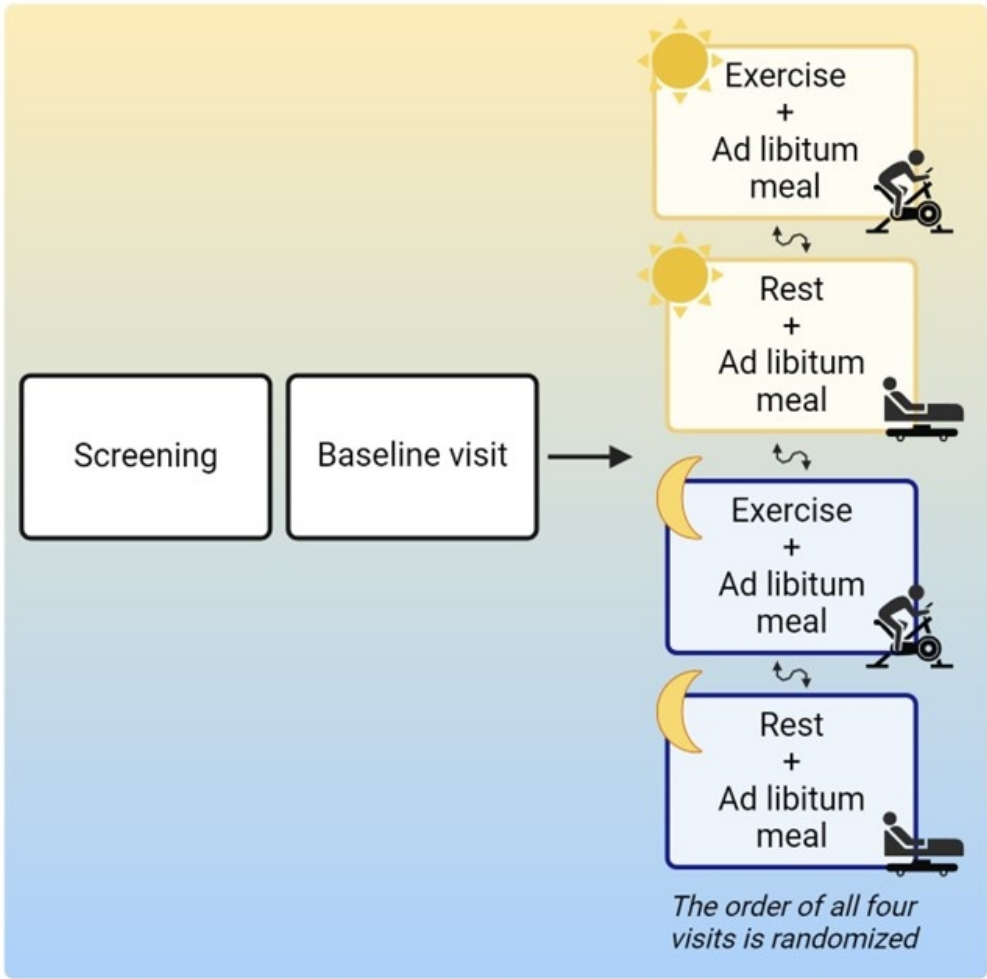 Screening
Baseline visit
Exercise
+
Ad libitum
meal
Rest
+
Ad libitum
meal
Exercise
+
Ad libitum
meal
Rest
+
Ad libitum
meal
The order of all four
visits is randomized